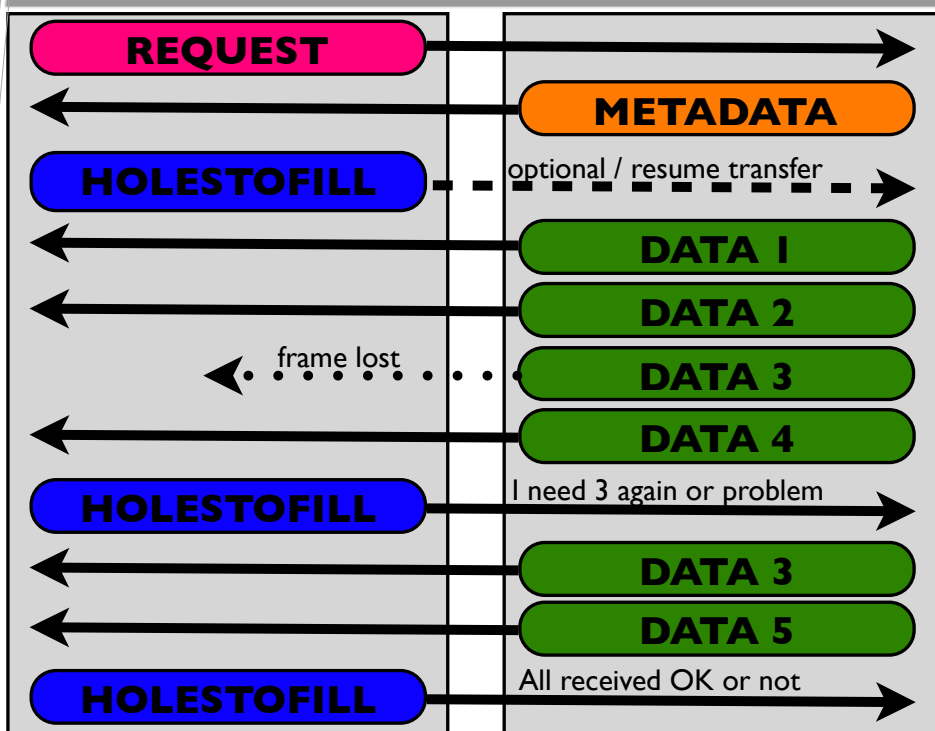 REQUEST
METADATA
HOLESTOFILL
optional / resume transfer
DATA 1
DATA 2
frame lost
DATA 3
DATA 4
HOLESTOFILL
I need 3 again or problem
DATA 3
DATA 5
HOLESTOFILL
All received OK or not